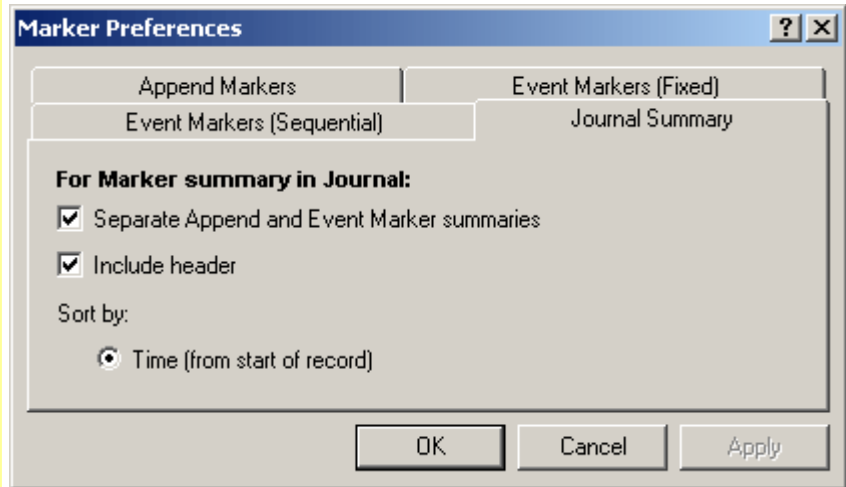 Marker Preferences
Append Markers
Event Markers (Fixed)
Event Markers (Sequential)
Journal Summary
For Marker summary in Journal:
Separate Append and Event Marker summaries
Include header
Sort by:
Time (from start of record)
OK
Cancel
Apply